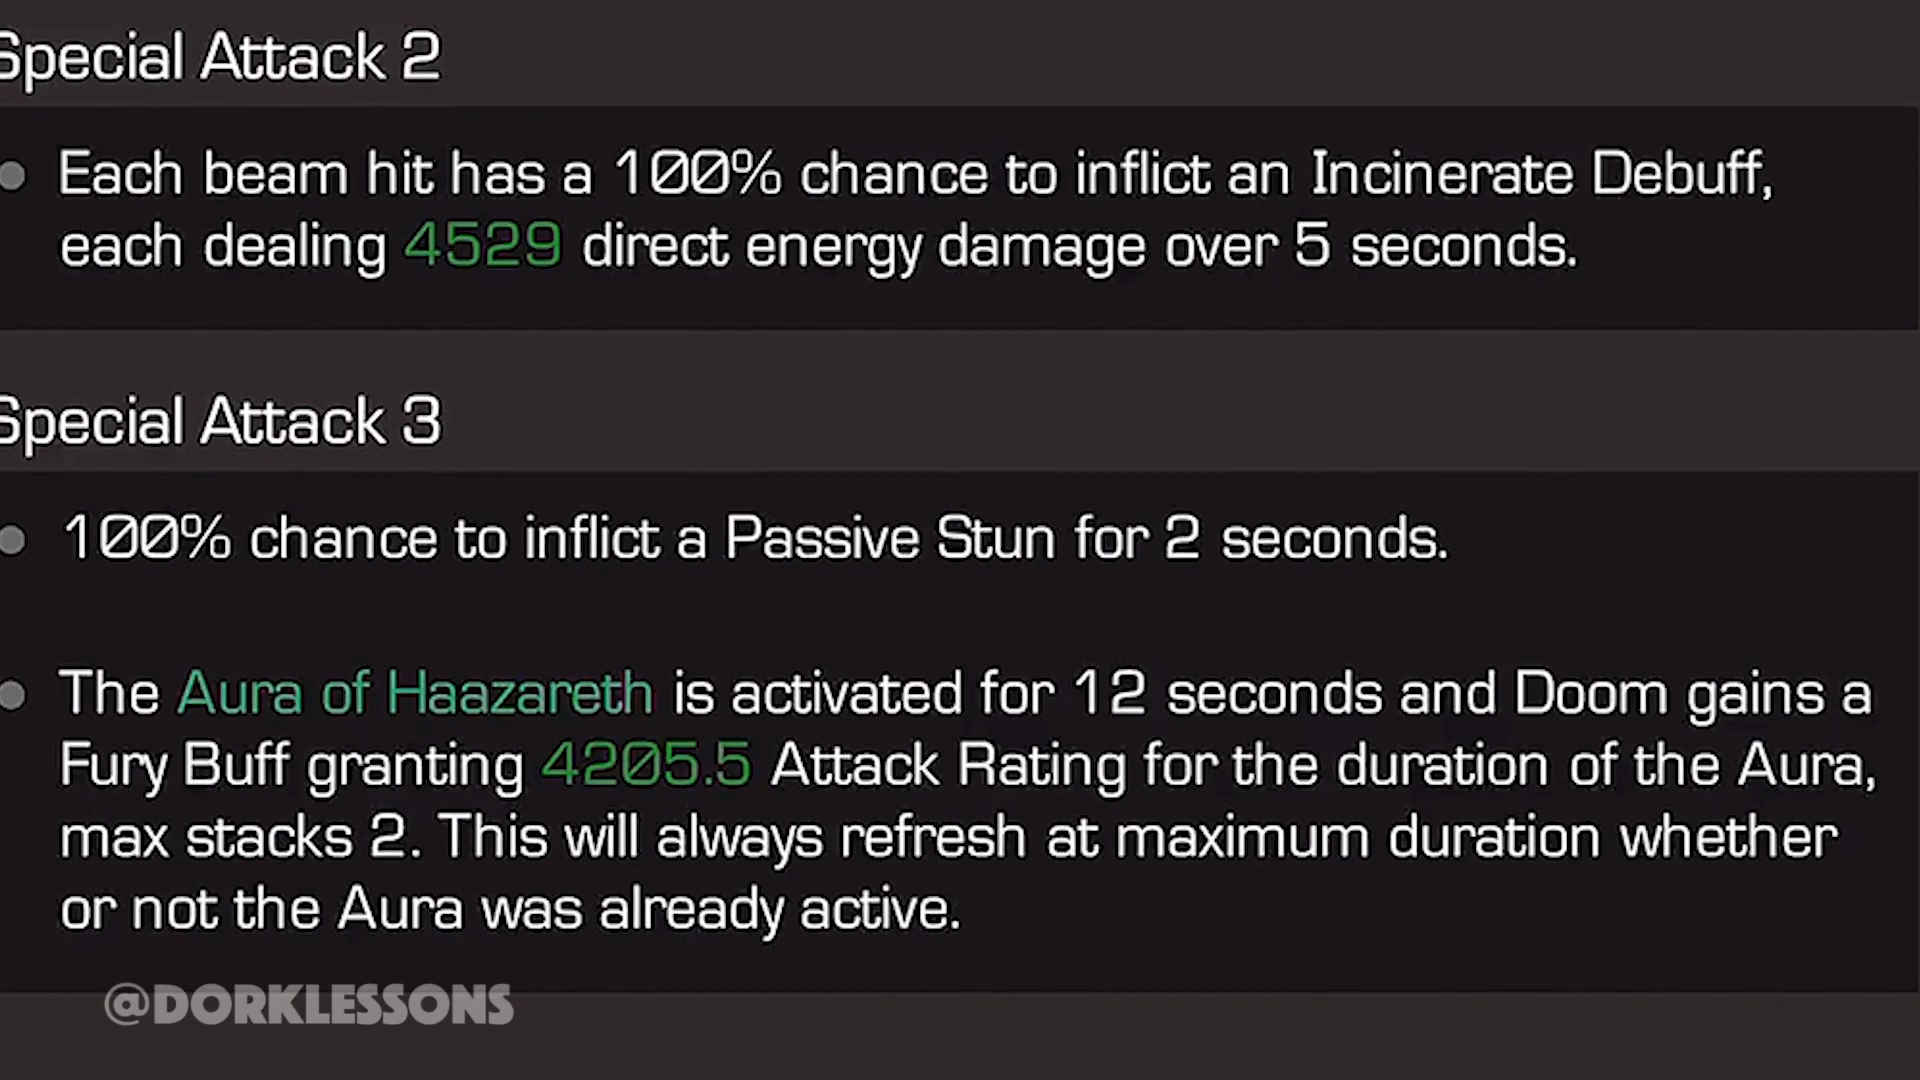 Special Attack 2
Each beam hit has a 100% chance to inflict an Incinerate Debuff,
each dealing 4529 direct energy damage over 5 seconds.
Special Attack 3
100% chance to inflict a Passive Stun for 2 seconds.
The Aura of Haazareth is activated for 12 seconds and Doom gains a
Fury Buff granting 4205.5 Attack Rating for the duration of the Aura,
max stacks 2. This will always refresh at maximum duration whether
or not the Aura was already active.
@DORKLESSONS